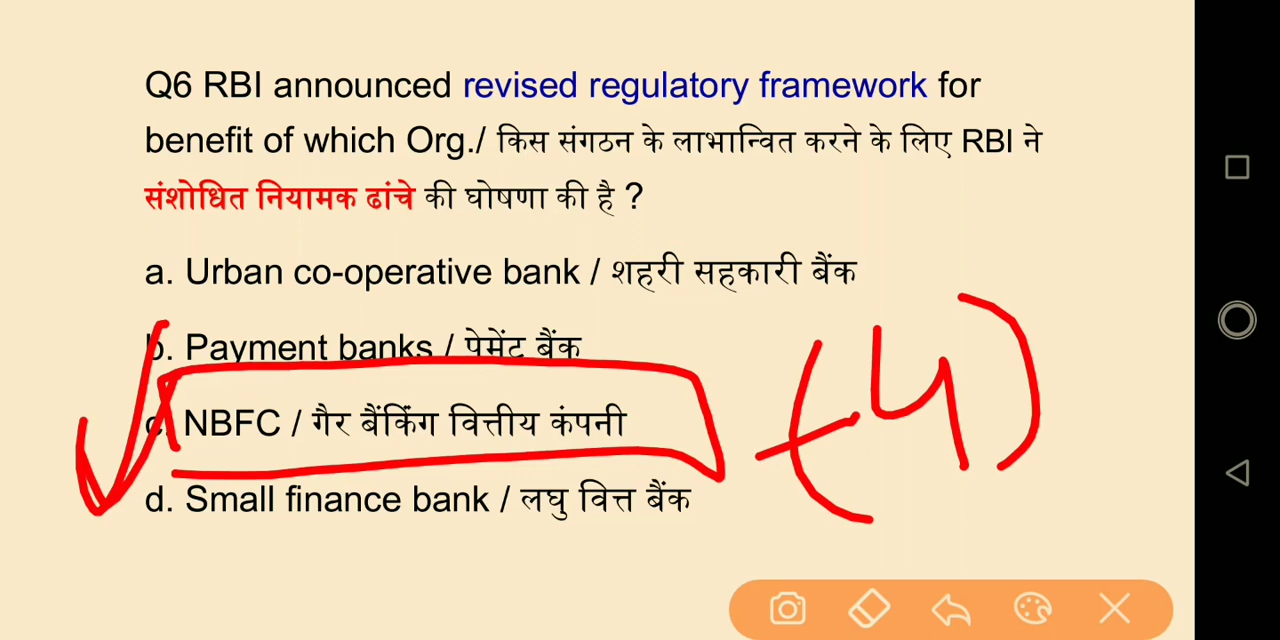 Q6 RBI announced revised regulatory framework for
benefit of which Org./ किस संगठन के लाभान्वित करने के लिए RBI ने
संशोधित नियामक ढांचे की घोषणा की है ?
a. Urban co-operative bank / शहरी सहकारी बैंक
b. Payment banks / पेमेंट बैंक
c. NBFC / गैर बैंकिंग वित्तीय कंपनी
(4)
d. Small finance bank / लघु वित्त बैंक